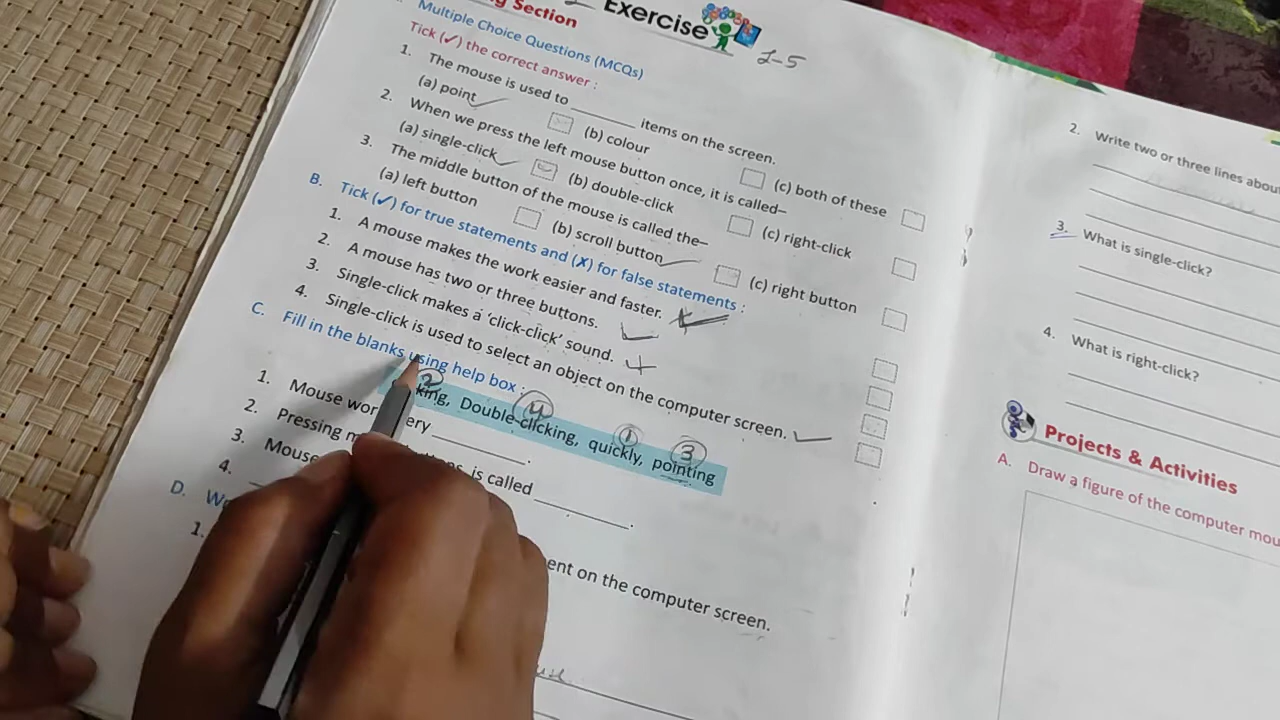 Section
Exercise
1-5
Multiple Choice Questions (MCQs)
Tick (✓) the correct answer :
1. The mouse is used to ______ items on the screen.
(a) point ✓ (b) colour (c) both of these
2. When we press the left mouse button once, it is called–
(a) single-click ✓ (b) double-click (c) right-click
3. The middle button of the mouse is called the–
(a) left button (b) scroll button ✓ (c) right button
B. Tick (✓) for true statements and (✗) for false statements :
1. A mouse makes the work easier and faster. ✓
2. A mouse has two or three buttons. ✓
3. Single-click makes a ‘click-click’ sound. ✗
4. Single-click is used to select an object on the computer screen. ✓
C. Fill in the blanks using help box :
2 4 1 3
Double-clicking, quickly, pointing
1. Mouse ______.
2. Pressing is called ______.
3. Mouse
4.
ent on the computer screen.
D.
1.
2. Write two or three lines about
3. What is single-click?
4. What is right-click?
Projects & Activities
A. Draw a figure of the computer mou